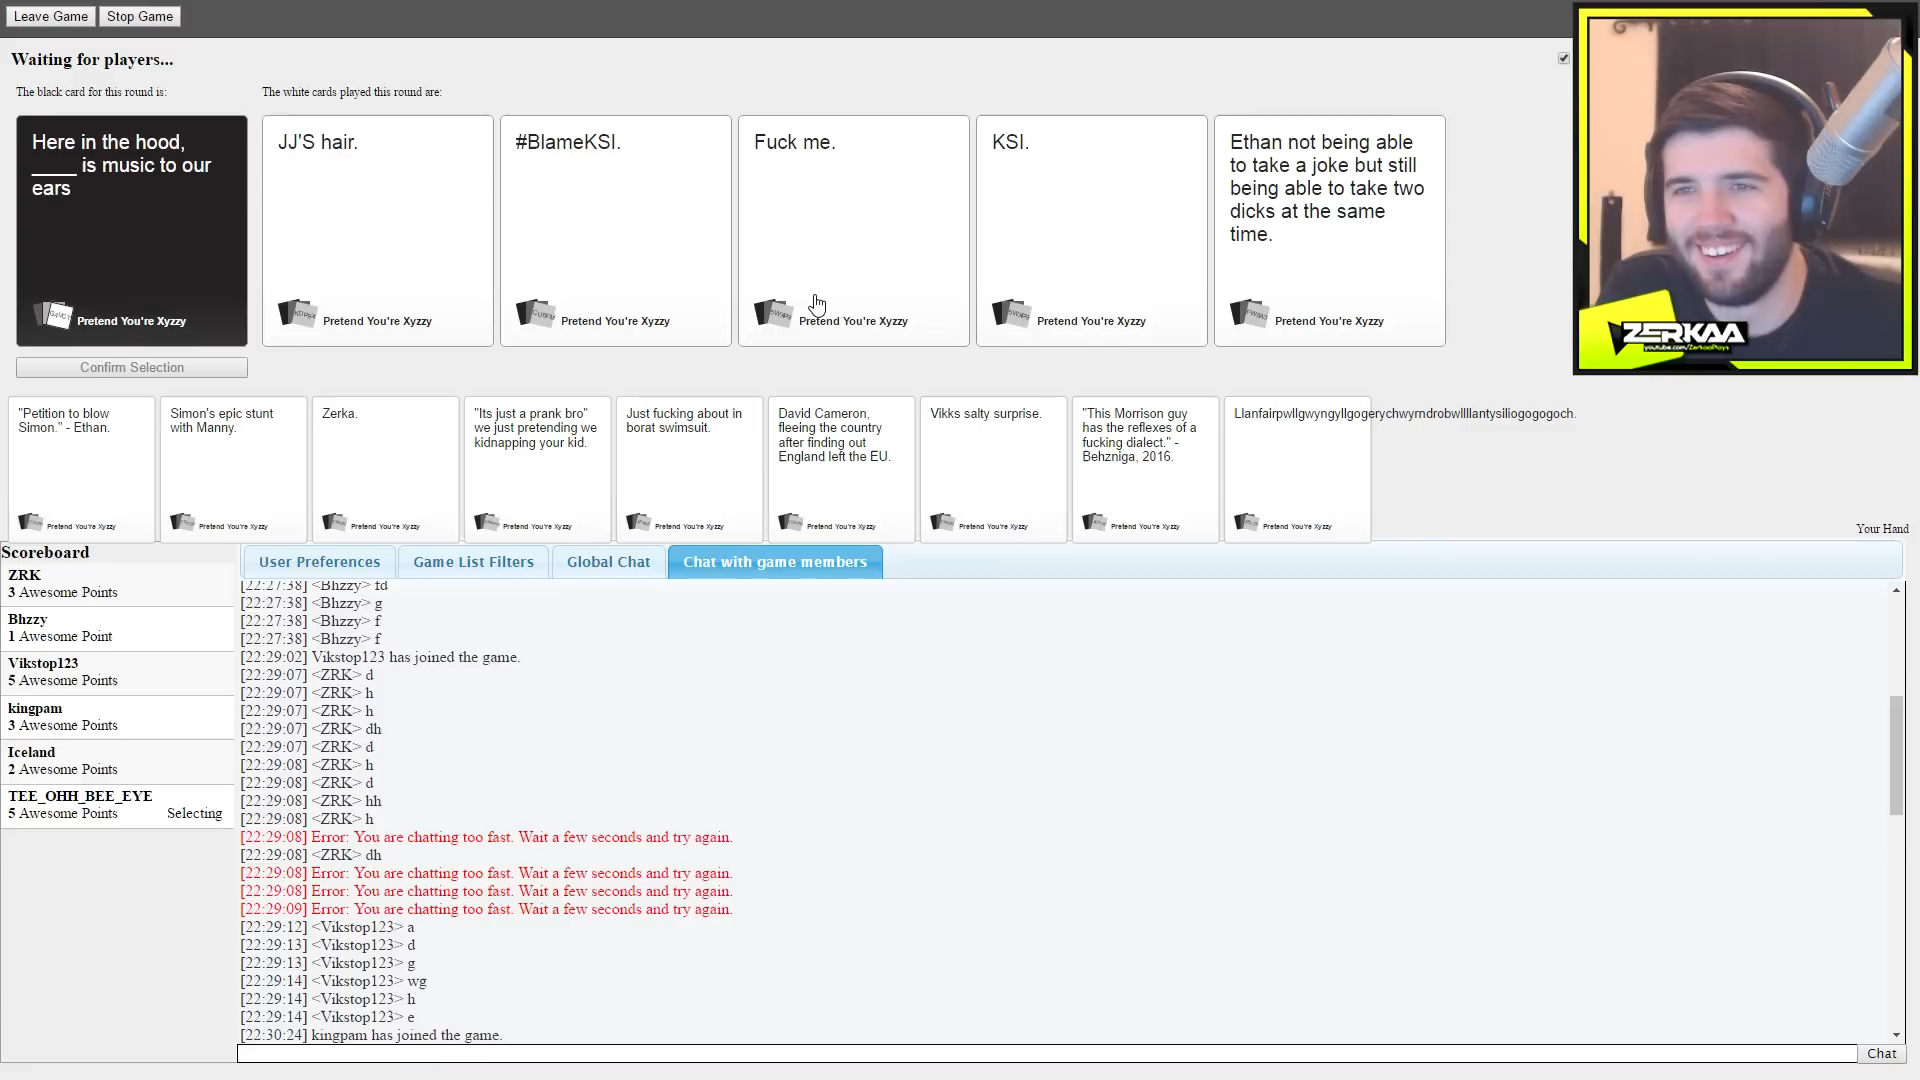 Leave Game
Stop Game
Waiting for players...
The black card for this round is:
The white cards played this round are:
Here in the hood,
____ is music to our
ears
Pretend You're Xyzzy
JJ'S hair.
Pretend You're Xyzzy
#BlameKSI.
Pretend You're Xyzzy
Fuck me.
Pretend You're Xyzzy
KSI.
Pretend You're Xyzzy
Ethan not being able
to take a joke but still
being able to take two
dicks at the same
time.
Pretend You're Xyzzy
ZERKAA
Confirm Selection
"Petition to blow
Simon." - Ethan.
Pretend You're Xyzzy
Simon's epic stunt
with Manny.
Pretend You're Xyzzy
Zerka.
Pretend You're Xyzzy
"Its just a prank bro"
we just pretending we
kidnapping your kid.
Pretend You're Xyzzy
Just fucking about in
borat swimsuit.
Pretend You're Xyzzy
David Cameron,
fleeing the country
after finding out
England left the EU.
Pretend You're Xyzzy
Vikks salty surprise.
Pretend You're Xyzzy
"This Morrison guy
has the reflexes of a
fucking dialect." -
Behzniga, 2016.
Pretend You're Xyzzy
Llanfairpwllgwyngyllgogerychwyrndrobwllllantysiliogogogoch.
Pretend You're Xyzzy
Your Hand
Scoreboard
ZRK
3 Awesome Points
Bhzzy
1 Awesome Point
Vikstop123
5 Awesome Points
kingpam
3 Awesome Points
Iceland
2 Awesome Points
TEE_OHH_BEE_EYE
5 Awesome Points Selecting
User Preferences
Game List Filters
Global Chat
Chat with game members
[22:27:38] <Bhzzy> fd
[22:27:38] <Bhzzy> g
[22:27:38] <Bhzzy> f
[22:27:38] <Bhzzy> f
[22:29:02] Vikstop123 has joined the game.
[22:29:07] <ZRK> d
[22:29:07] <ZRK> h
[22:29:07] <ZRK> h
[22:29:07] <ZRK> dh
[22:29:07] <ZRK> d
[22:29:08] <ZRK> h
[22:29:08] <ZRK> d
[22:29:08] <ZRK> hh
[22:29:08] <ZRK> h
[22:29:08] Error: You are chatting too fast. Wait a few seconds and try again.
[22:29:08] <ZRK> dh
[22:29:08] Error: You are chatting too fast. Wait a few seconds and try again.
[22:29:08] Error: You are chatting too fast. Wait a few seconds and try again.
[22:29:09] Error: You are chatting too fast. Wait a few seconds and try again.
[22:29:12] <Vikstop123> a
[22:29:13] <Vikstop123> d
[22:29:13] <Vikstop123> g
[22:29:14] <Vikstop123> wg
[22:29:14] <Vikstop123> h
[22:29:14] <Vikstop123> e
[22:30:24] kingpam has joined the game.
Chat